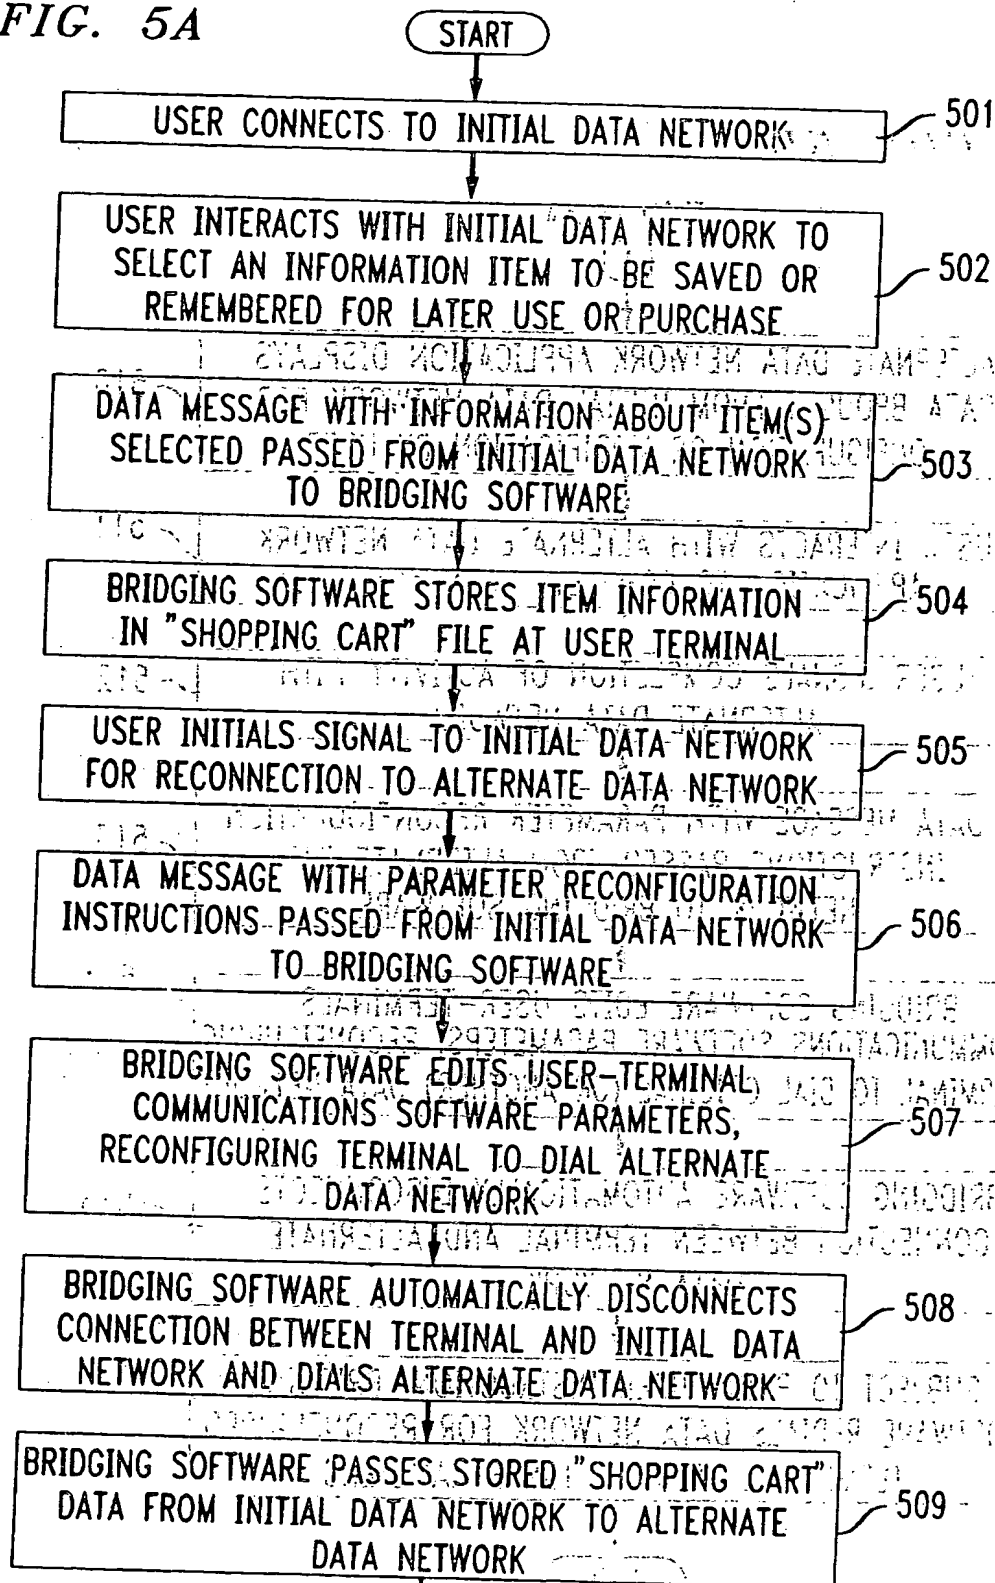 FIG. 5A
START
USER CONNECTS TO INITIAL DATA NETWORK
501
USER INTERACTS WITH INITIAL DATA NETWORK TO
SELECT AN INFORMATION ITEM TO BE SAVED OR
REMEMBERED FOR LATER USE OR PURCHASE
502
DATA MESSAGE WITH INFORMATION ABOUT ITEM(S)
SELECTED PASSED FROM INITIAL DATA NETWORK
TO BRIDGING SOFTWARE
503
BRIDGING SOFTWARE STORES ITEM INFORMATION
IN "SHOPPING CART" FILE AT USER TERMINAL
504
USER INITIALS SIGNAL TO INITIAL DATA NETWORK
FOR RECONNECTION TO ALTERNATE DATA NETWORK
505
DATA MESSAGE WITH PARAMETER RECONFIGURATION
INSTRUCTIONS PASSED FROM INITIAL DATA NETWORK
TO BRIDGING SOFTWARE
506
BRIDGING SOFTWARE EDITS USER-TERMINAL
COMMUNICATIONS SOFTWARE PARAMETERS,
RECONFIGURING TERMINAL TO DIAL ALTERNATE
DATA NETWORK
507
BRIDGING SOFTWARE AUTOMATICALLY DISCONNECTS
CONNECTION BETWEEN TERMINAL AND INITIAL DATA
NETWORK AND DIALS ALTERNATE DATA NETWORK
508
BRIDGING SOFTWARE PASSES STORED "SHOPPING CART"
DATA FROM INITIAL DATA NETWORK TO ALTERNATE
DATA NETWORK
509